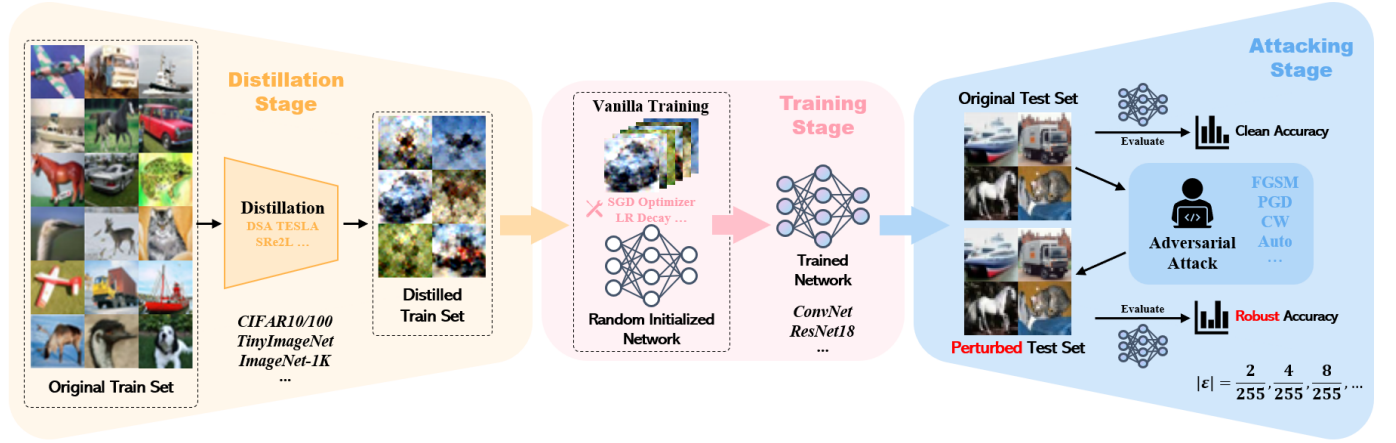 Distillation
Stage
Original Train Set
Distillation
DSA TESLA
SRe2L ...
CIFAR10/100
TinyImageNet
ImageNet-1K
...
Distilled
Train Set
Vanilla Training
SGD Optimizer
LR Decay ...
Random Initialized
Network
Training
Stage
Trained
Network
ConvNet
ResNet18
...
Attacking
Stage
Original Test Set
Evaluate
Clean Accuracy
Adversarial
Attack
FGSM
PGD
CW
Auto
...
Perturbed Test Set
Evaluate
Robust Accuracy
|ε| = 2/255, 4/255, 8/255, ...